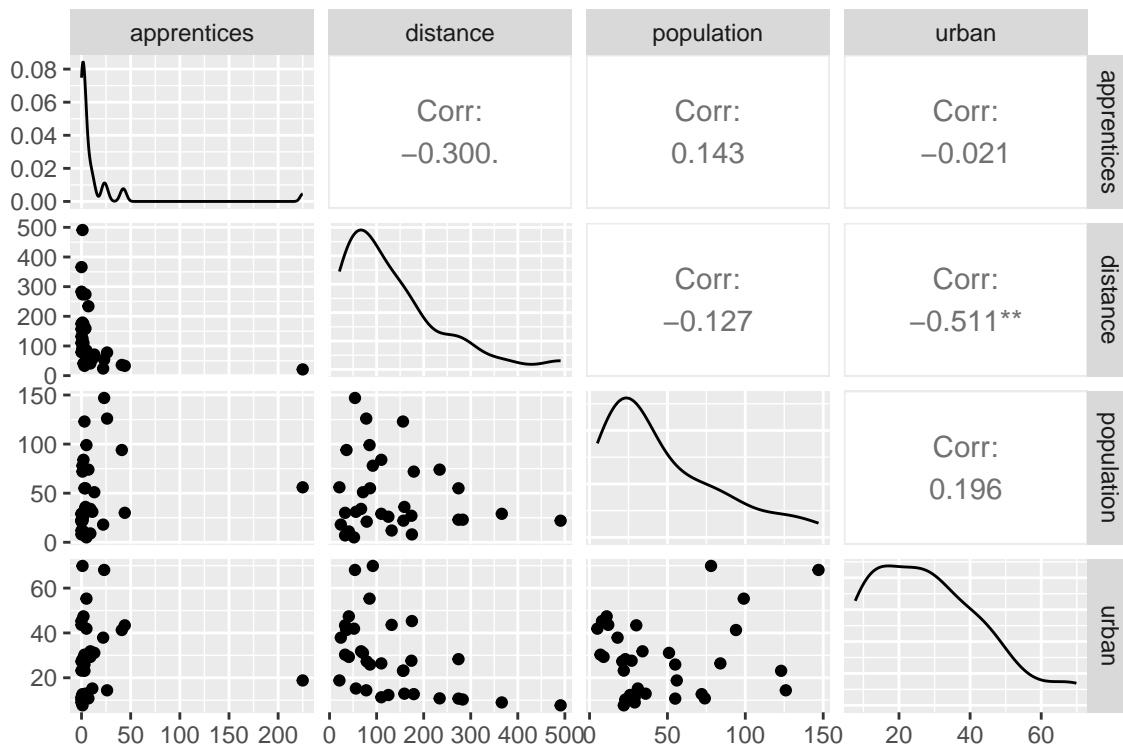 apprentices distance population urban
0.08
0.06
0.04
0.02
0.00
Corr:
−0.300.
Corr:
0.143
Corr:
−0.021
apprentices
500
400
300
200
100
0
Corr:
−0.127
Corr:
−0.511**
distance
150
100
50
0
Corr:
0.196
population
60
40
20
urban
0 50 100 150 200
0 100 200 300 400 500
0 50 100 150
20 40 60